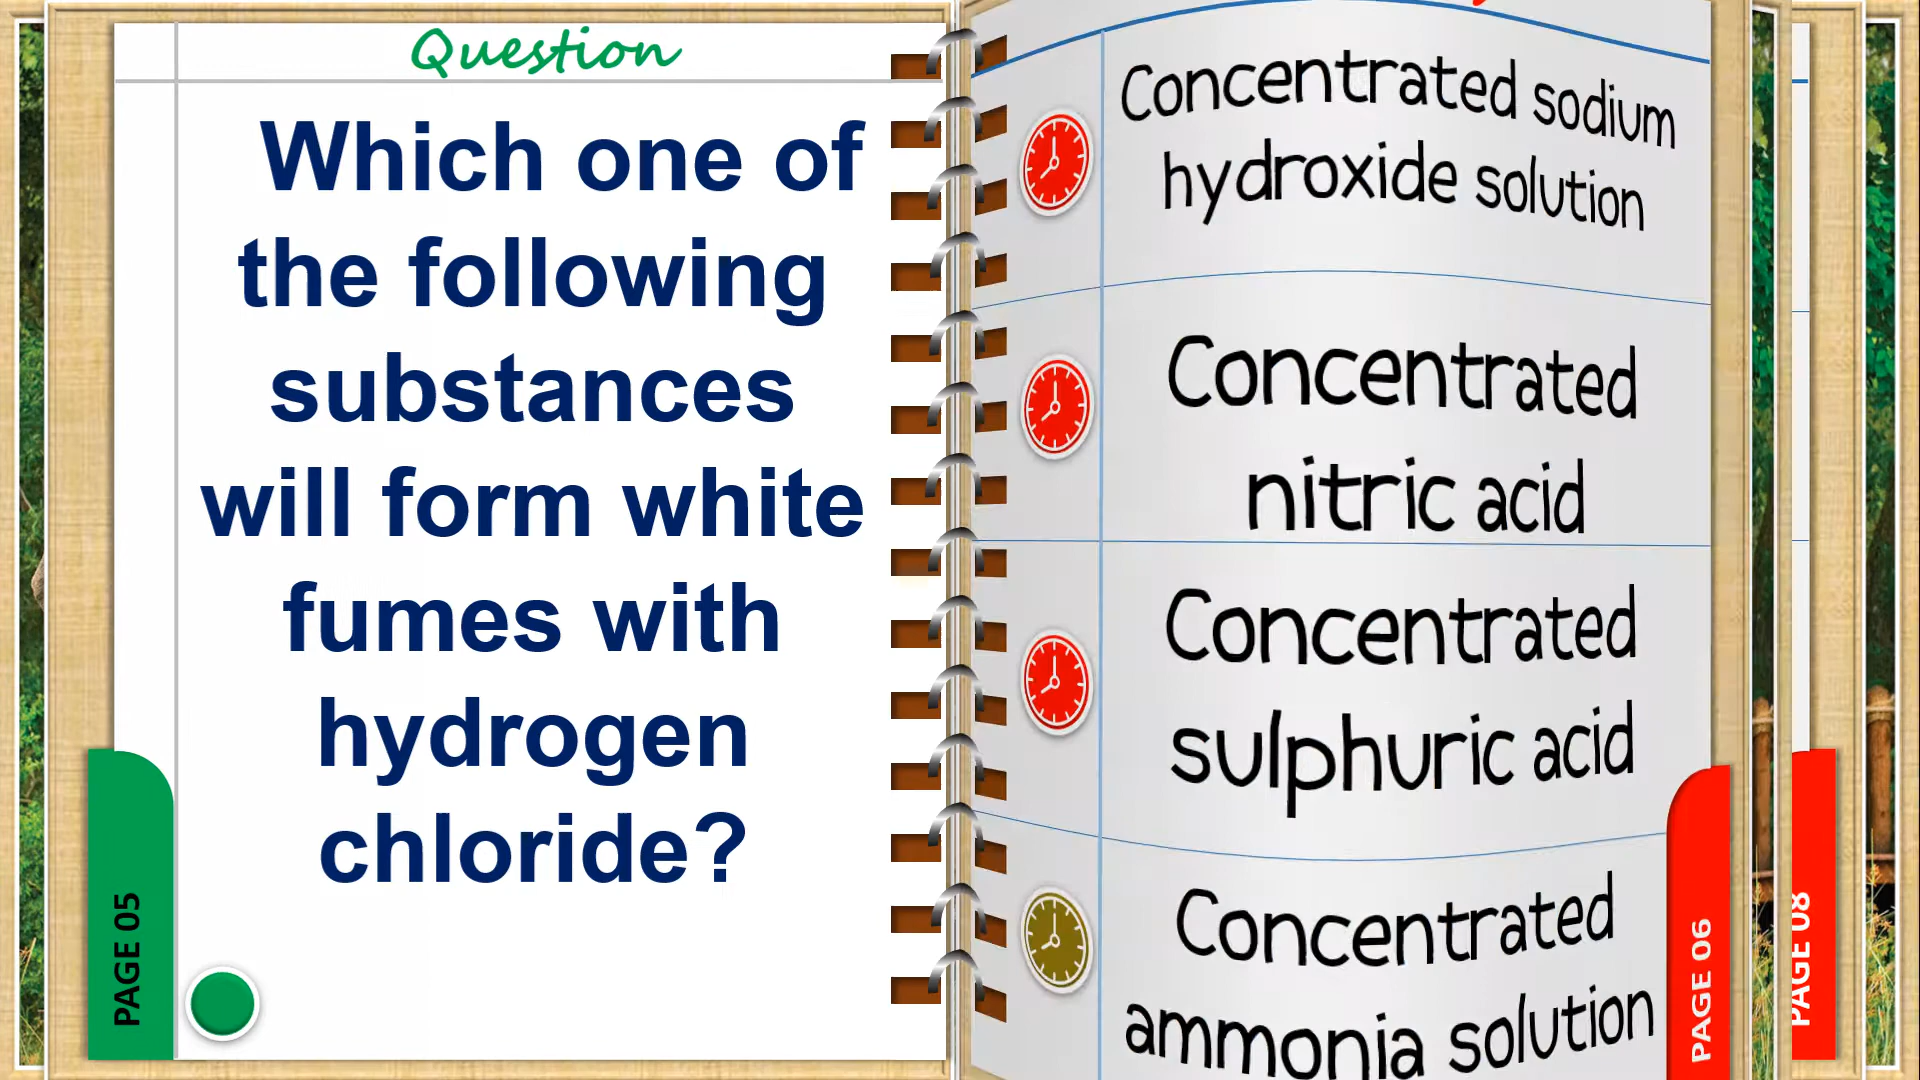 Question
Which one of
the following
substances
will form white
fumes with
hydrogen
chloride?
PAGE 05
Concentrated sodium
hydroxide solution
Concentrated
nitric acid
Concentrated
sulphuric acid
Concentrated
ammonia solution
PAGE 06
PAGE 08